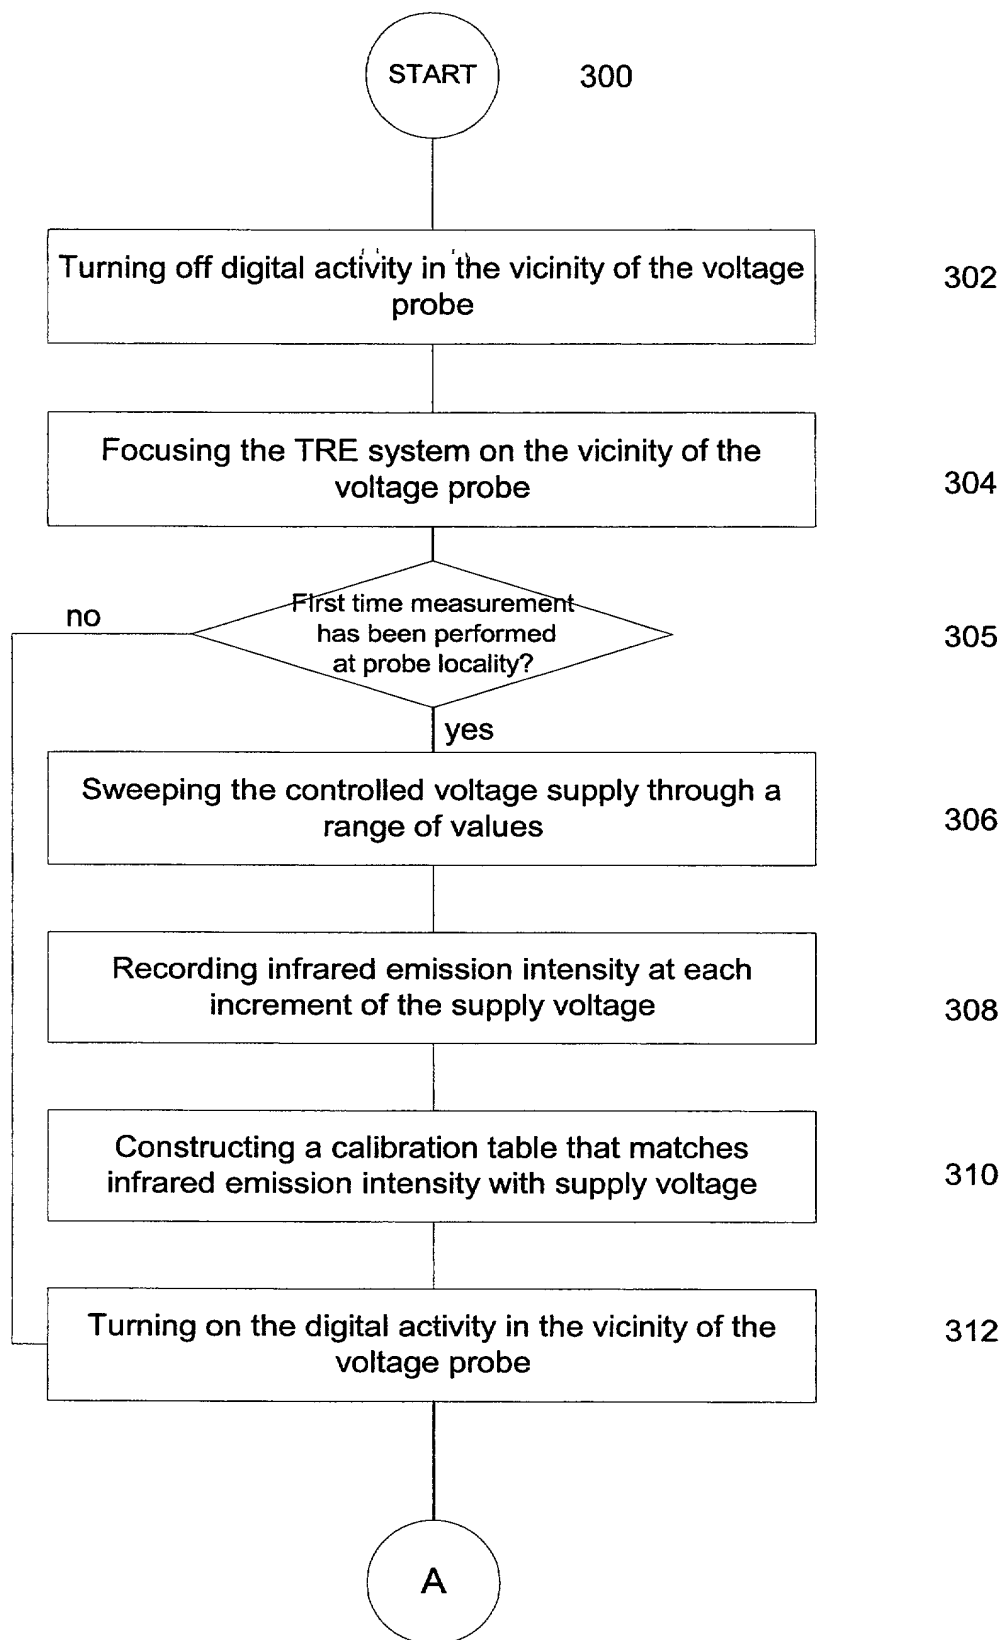 START
300
Turning off digital activity in the vicinity of the voltage
probe
302
Focusing the TRE system on the vicinity of the
voltage probe
304
First time measurement
has been performed
at probe locality?
305
no
yes
Sweeping the controlled voltage supply through a
range of values
306
Recording infrared emission intensity at each
increment of the supply voltage
308
Constructing a calibration table that matches
infrared emission intensity with supply voltage
310
Turning on the digital activity in the vicinity of the
voltage probe
312
A